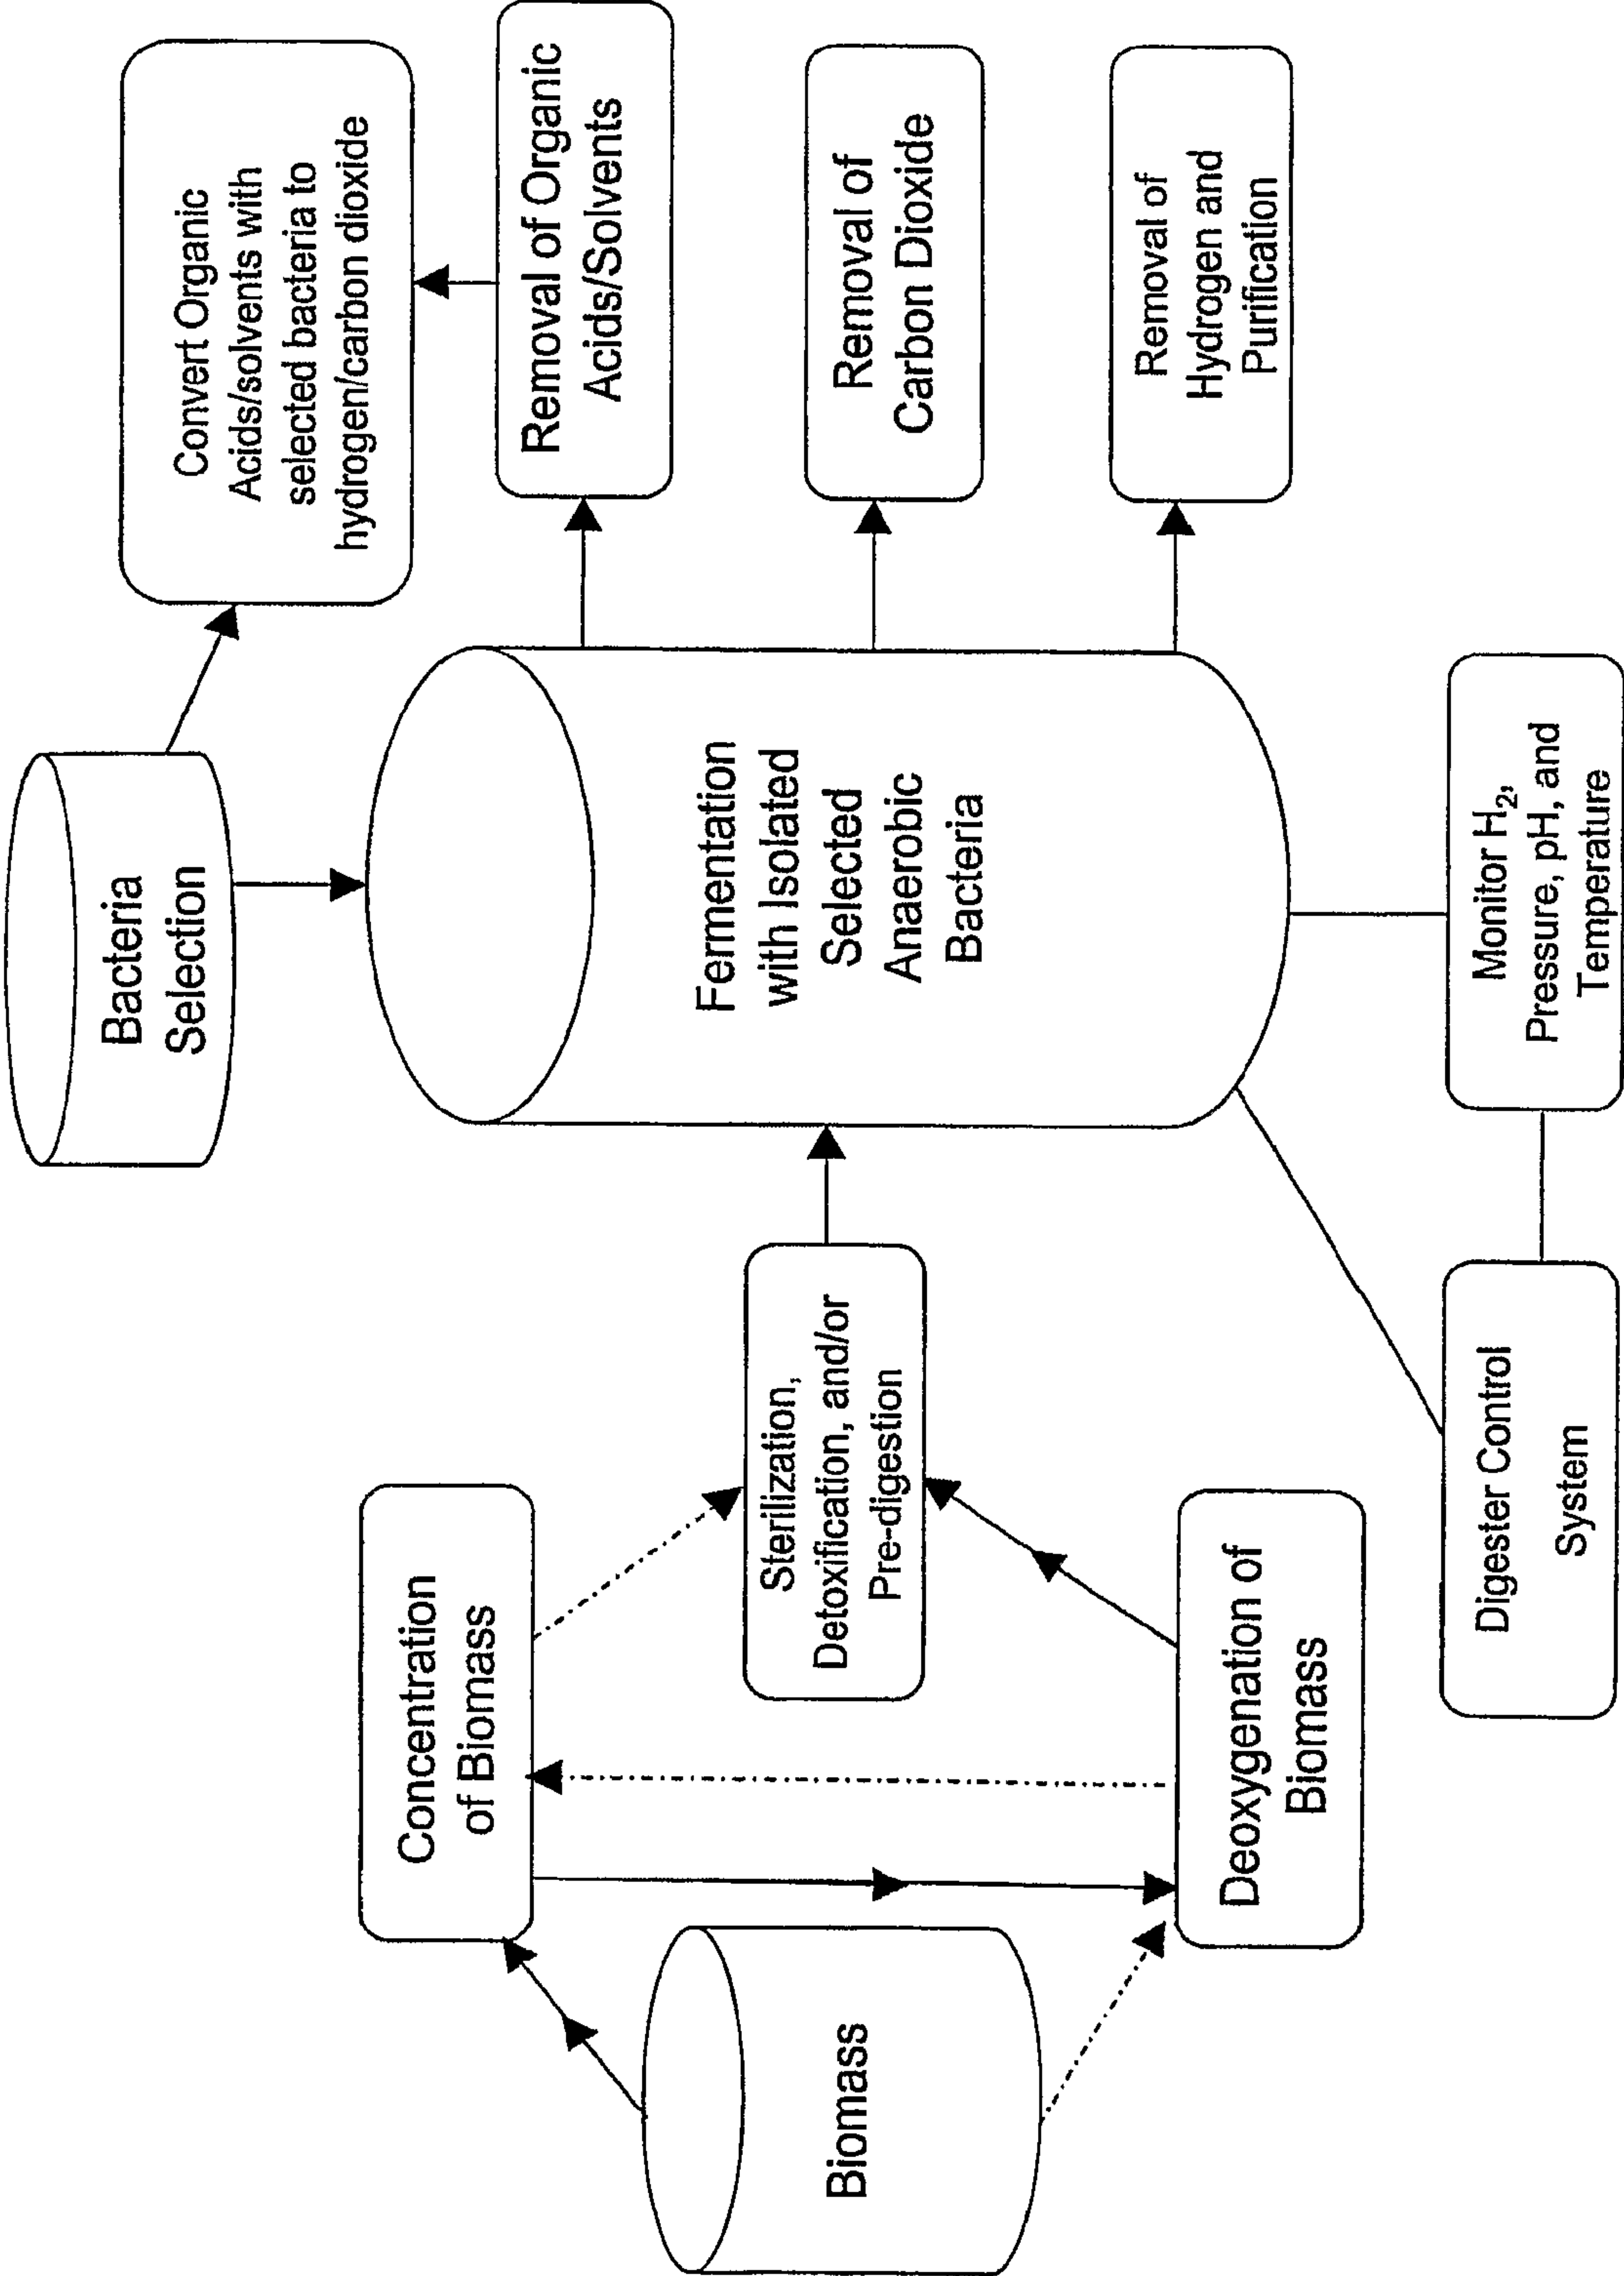 Bacteria
Selection
Convert Organic
Acids/solvents with
selected bacteria to
hydrogen/carbon dioxide
Concentration
of Biomass
Removal of Organic
Acids/Solvents
Biomass
Sterilization,
Detoxification, and/or
Pre-digestion
Fermentation
with Isolated
Selected
Anaerobic
Bacteria
Removal of
Carbon Dioxide
Deoxygenation of
Biomass
Removal of
Hydrogen and
Purification
Digester Control
System
Monitor H₂,
Pressure, pH, and
Temperature